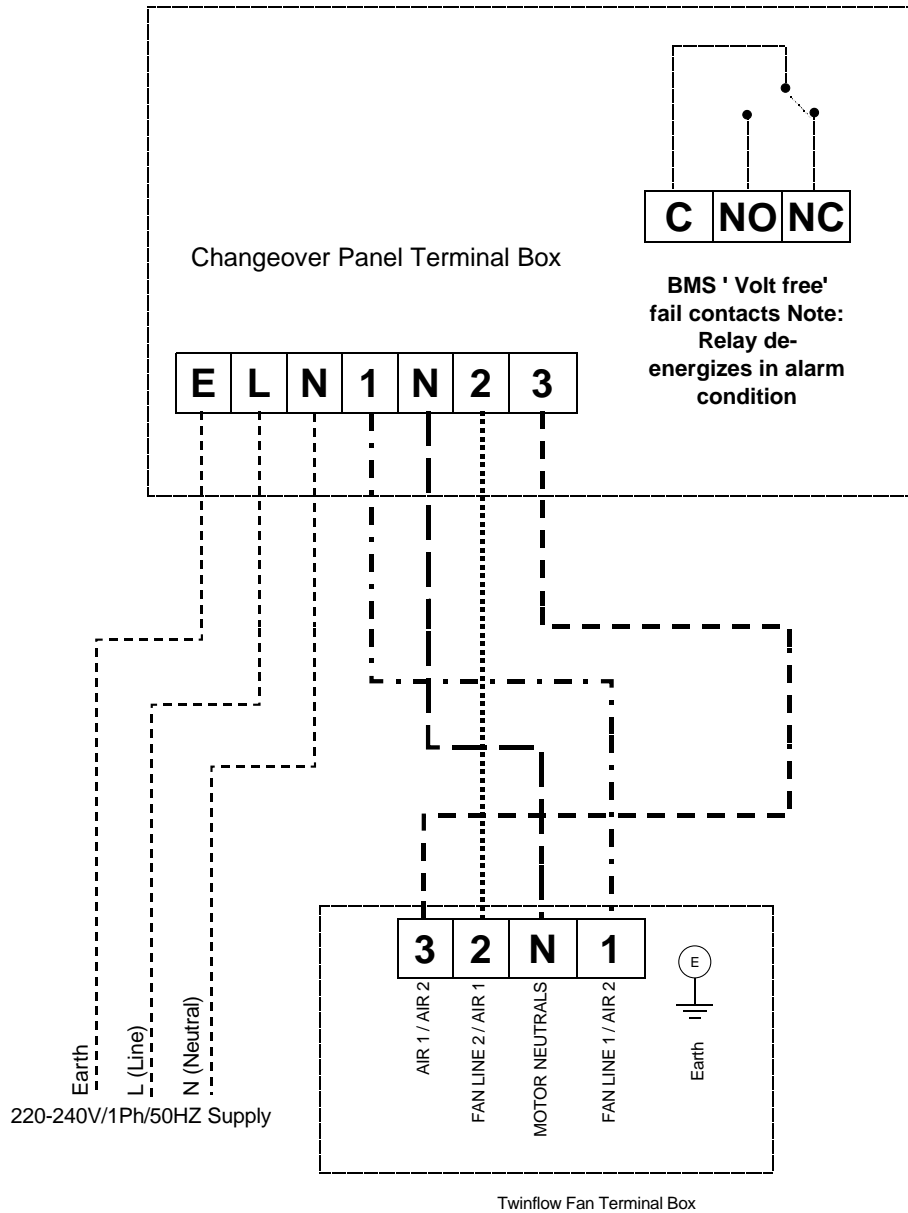 C NO NC
Changeover Panel Terminal Box
BMS ' Volt free'
fail contacts Note:
Relay de-
energizes in alarm
condition
E L N 1 N 2 3
3 2 N 1
E
AIR 1 / AIR 2
FAN LINE 2 / AIR 1
MOTOR NEUTRALS
FAN LINE 1 / AIR 2
Earth
Earth
L (Line)
N (Neutral)
220-240V/1Ph/50HZ Supply
Twinflow Fan Terminal Box